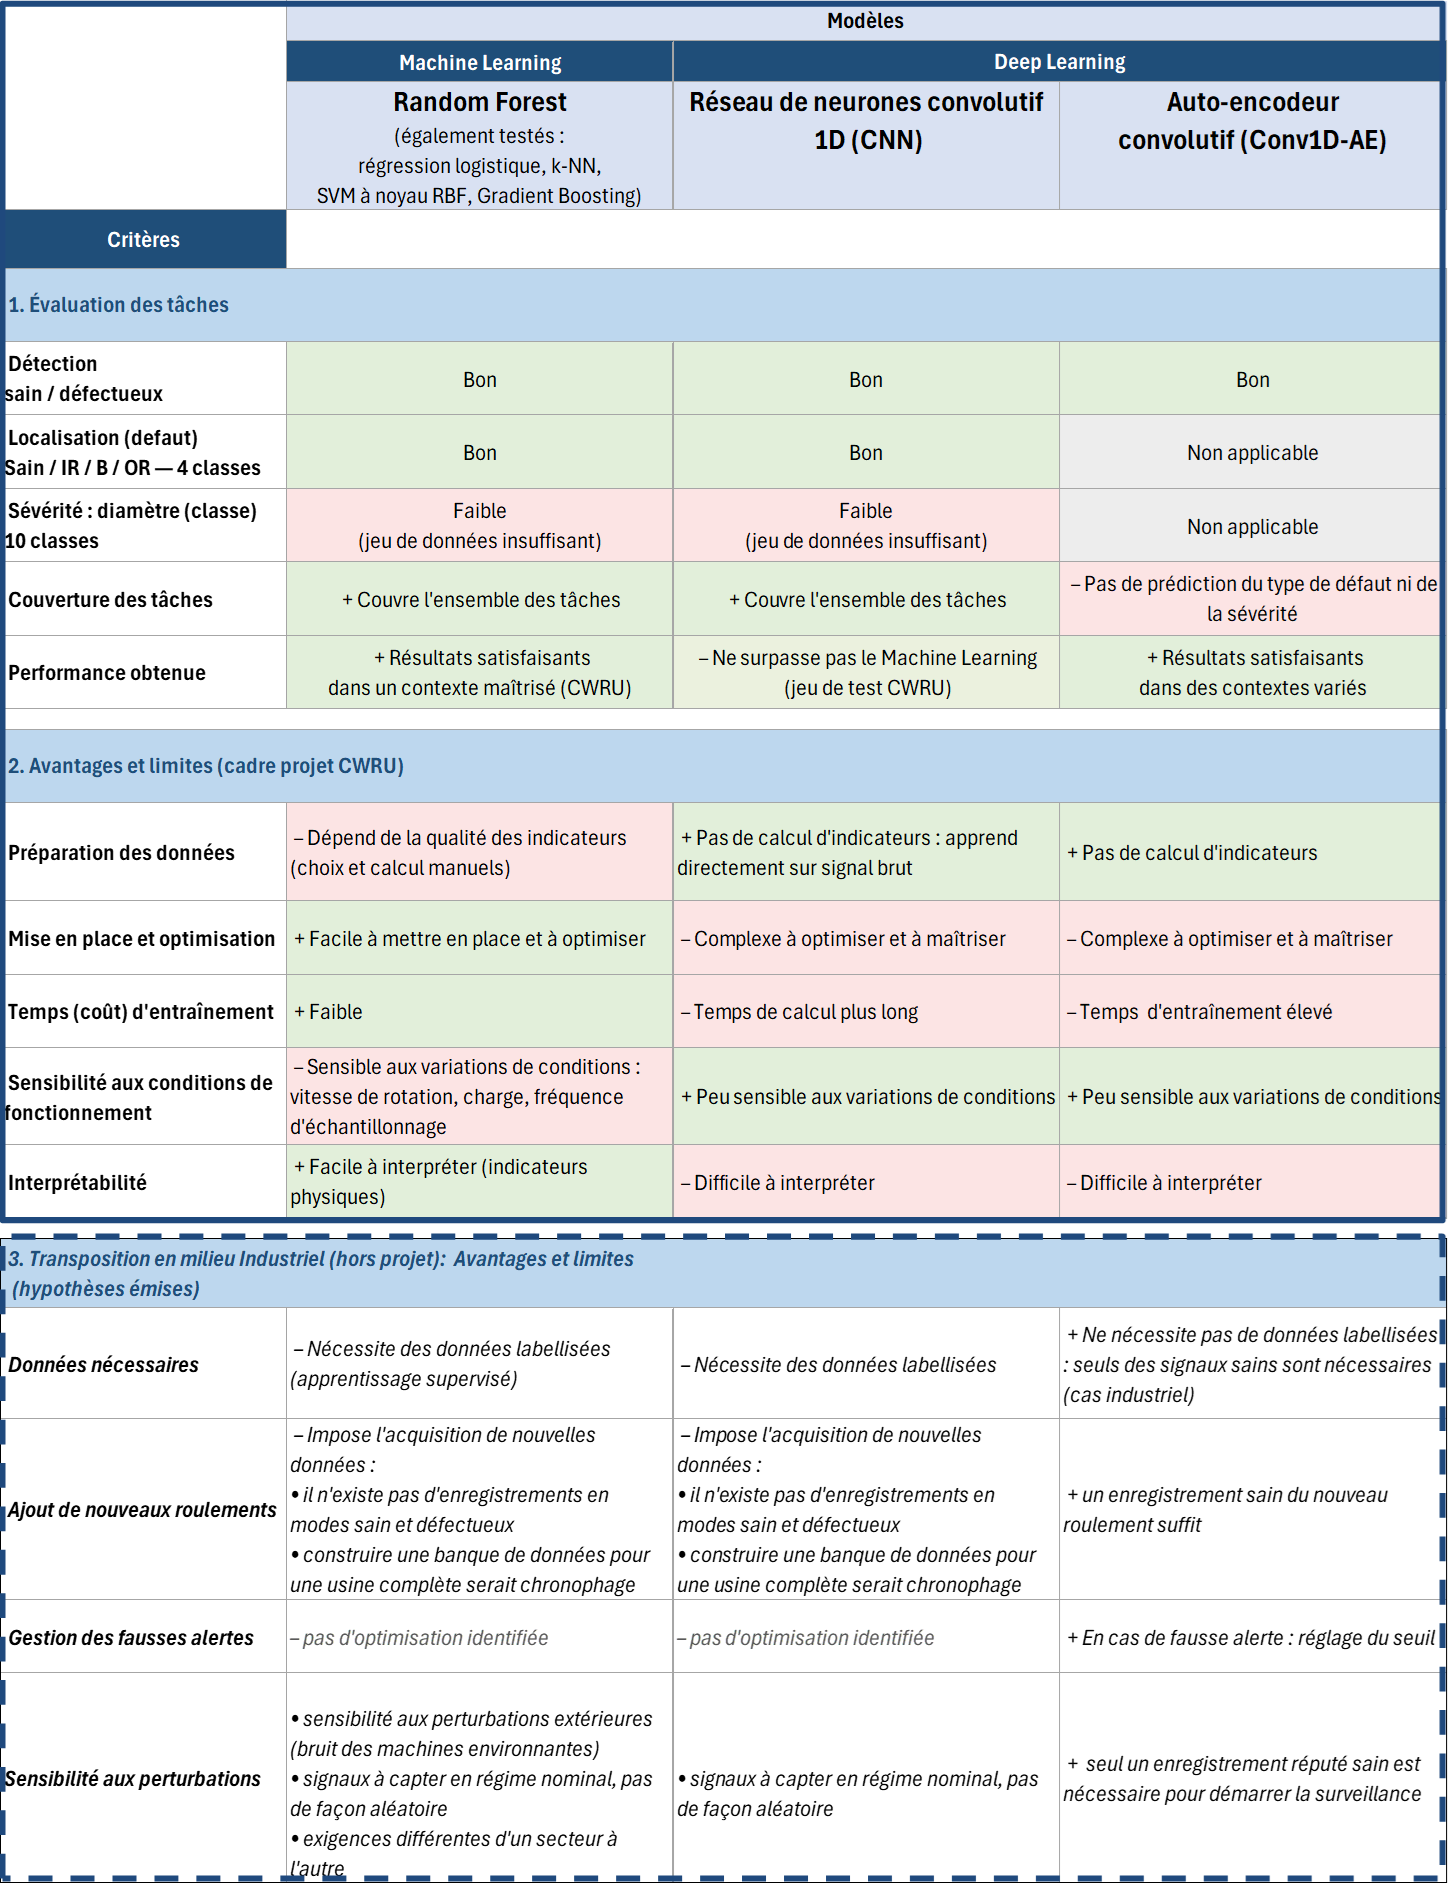 Modèles
Machine Learning
Deep Learning
Random Forest
(également testés :
régression logistique, k-NN,
SVM à noyau RBF, Gradient Boosting)
Réseau de neurones convolutif
1D (CNN)
Auto-encodeur
convolutif (Conv1D-AE)
Critères
1. Évaluation des tâches
Détection
sain / défectueux
Bon
Bon
Bon
Localisation (defaut)
Sain / IR / B / OR — 4 classes
Bon
Bon
Non applicable
Sévérité : diamètre (classe)
10 classes
Faible
(jeu de données insuffisant)
Faible
(jeu de données insuffisant)
Non applicable
Couverture des tâches
+ Couvre l'ensemble des tâches
+ Couvre l'ensemble des tâches
– Pas de prédiction du type de défaut ni de
la sévérité
Performance obtenue
+ Résultats satisfaisants
dans un contexte maîtrisé (CWRU)
– Ne surpasse pas le Machine Learning
(jeu de test CWRU)
+ Résultats satisfaisants
dans des contextes variés
2. Avantages et limites (cadre projet CWRU)
Préparation des données
– Dépend de la qualité des indicateurs
(choix et calcul manuels)
+ Pas de calcul d'indicateurs : apprend
directement sur signal brut
+ Pas de calcul d'indicateurs
Mise en place et optimisation
+ Facile à mettre en place et à optimiser
– Complexe à optimiser et à maîtriser
– Complexe à optimiser et à maîtriser
Temps (coût) d'entraînement
+ Faible
– Temps de calcul plus long
– Temps  d'entraînement élevé
Sensibilité aux conditions de
fonctionnement
– Sensible aux variations de conditions :
vitesse de rotation, charge, fréquence
d'échantillonnage
+ Peu sensible aux variations de conditions
+ Peu sensible aux variations de conditions
Interprétabilité
+ Facile à interpréter (indicateurs
physiques)
– Difficile à interpréter
– Difficile à interpréter
3. Transposition en milieu Industriel (hors projet):  Avantages et limites
(hypothèses émises)
Données nécessaires
– Nécessite des données labellisées
(apprentissage supervisé)
– Nécessite des données labellisées
+ Ne nécessite pas de données labellisées
: seuls des signaux sains sont nécessaires
(cas industriel)
Ajout de nouveaux roulements
– Impose l'acquisition de nouvelles
données :
• il n'existe pas d'enregistrements en
modes sain et défectueux
• construire une banque de données pour
une usine complète serait chronophage
– Impose l'acquisition de nouvelles
données :
• il n'existe pas d'enregistrements en
modes sain et défectueux
• construire une banque de données pour
une usine complète serait chronophage
+ un enregistrement sain du nouveau
roulement suffit
Gestion des fausses alertes
– pas d'optimisation identifiée
– pas d'optimisation identifiée
+ En cas de fausse alerte : réglage du seuil
Sensibilité aux perturbations
• sensibilité aux perturbations extérieures
(bruit des machines environnantes)
• signaux à capter en régime nominal, pas
de façon aléatoire
• exigences différentes d'un secteur à
l'autre
• signaux à capter en régime nominal, pas
de façon aléatoire
+  seul un enregistrement réputé sain est
nécessaire pour démarrer la surveillance